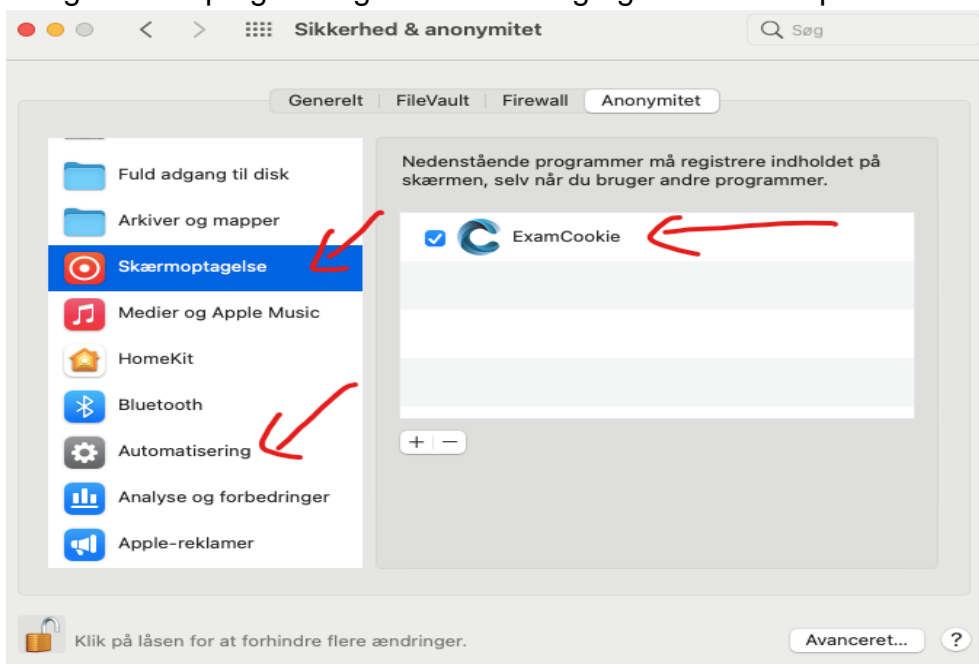 Sikkerhed & anonymitet
Søg
Generelt
FileVault
Firewall
Anonymitet
Fuld adgang til disk
Arkiver og mapper
Skærmoptagelse
Medier og Apple Music
HomeKit
Bluetooth
Automatisering
Analyse og forbedringer
Apple-reklamer
Nedenstående programmer må registrere indholdet på
skærmen, selv når du bruger andre programmer.
ExamCookie
+ −
Klik på låsen for at forhindre flere ændringer.
Avanceret...
?